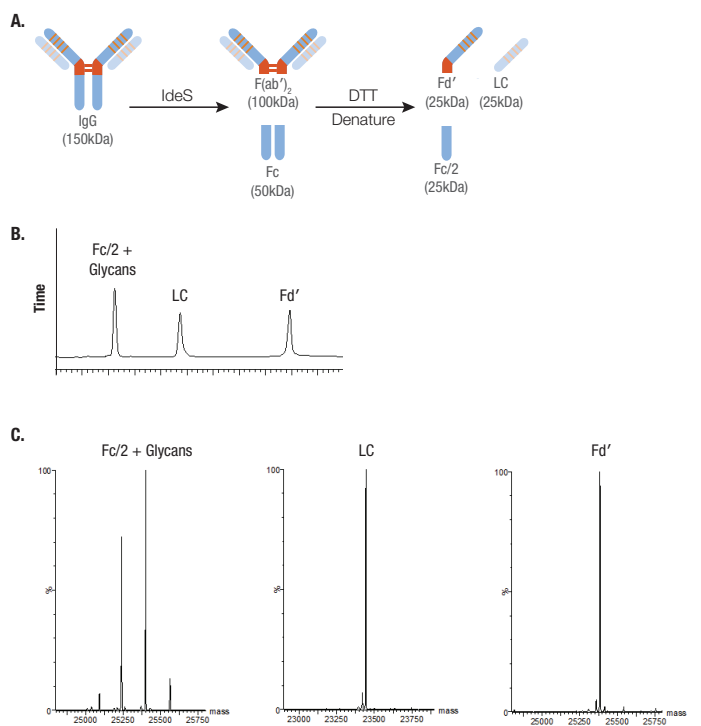 A.
IgG
(150kDa)
IdeS
F(ab′)2
(100kDa)
Fc
(50kDa)
DTT
Denature
Fd′
(25kDa)
LC
(25kDa)
Fc/2
(25kDa)
B.
Time
Fc/2 +
Glycans
LC
Fd′
C.
Fc/2 + Glycans
100
%
0
25000 25250 25500 25750
mass
LC
100
%
0
23000 23250 23500 23750
mass
Fd′
100
%
0
25000 25250 25500 25750
mass